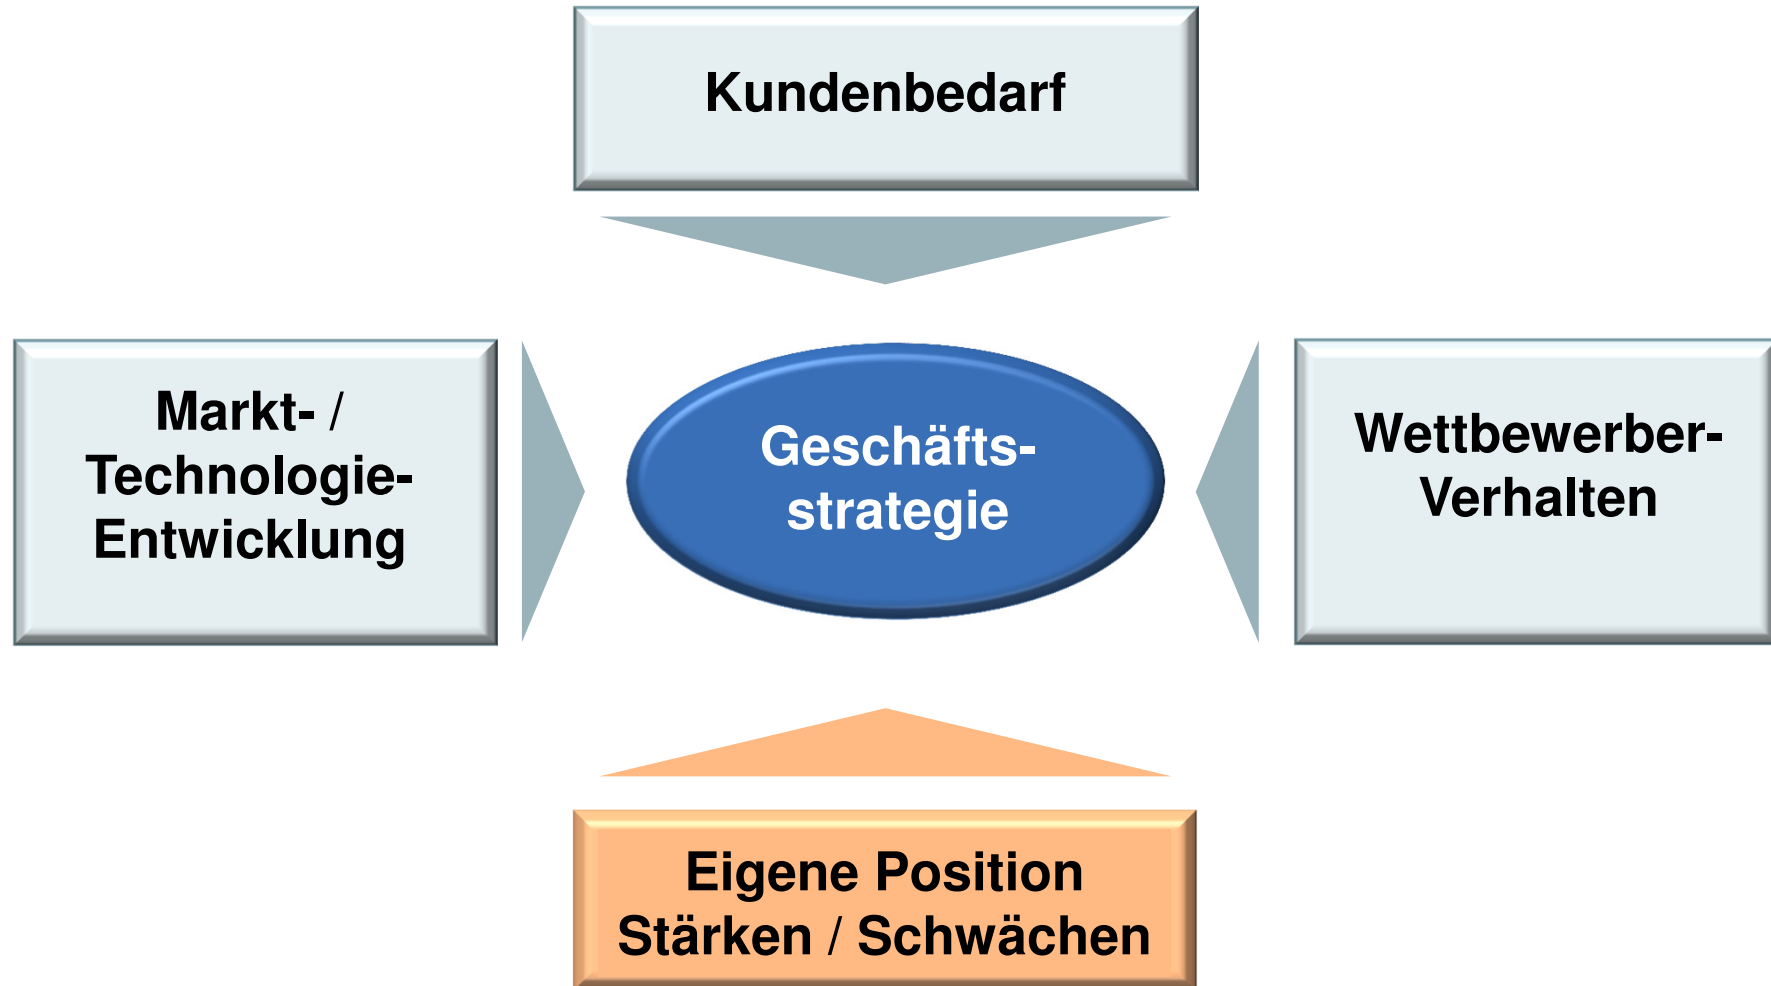 Kundenbedarf
Markt- /
Technologie-
Entwicklung
Geschäfts-
strategie
Wettbewerber-
Verhalten
Eigene Position
Stärken / Schwächen